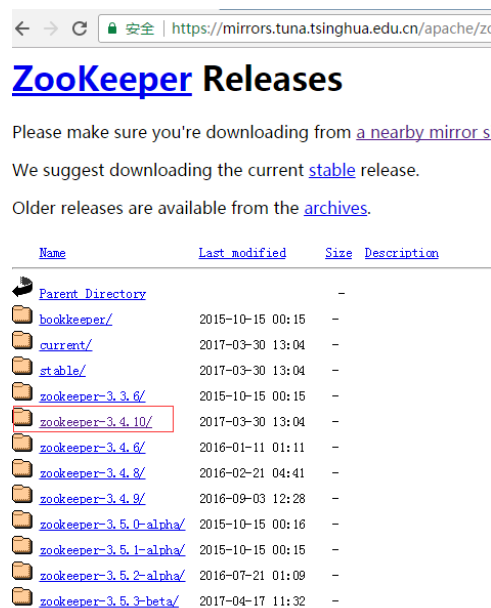 安全 | https://mirrors.tuna.tsinghua.edu.cn/apache/zo
ZooKeeper Releases
Please make sure you're downloading from a nearby mirror s
We suggest downloading the current stable release.
Older releases are available from the archives.
Name Last modified Size Description
Parent Directory -
bookkeeper/ 2015-10-15 00:15 -
current/ 2017-03-30 13:04 -
stable/ 2017-03-30 13:04 -
zookeeper-3.3.6/ 2015-10-15 00:15 -
zookeeper-3.4.10/ 2017-03-30 13:04 -
zookeeper-3.4.6/ 2016-01-11 01:11 -
zookeeper-3.4.8/ 2016-02-21 04:41 -
zookeeper-3.4.9/ 2016-09-03 12:28 -
zookeeper-3.5.0-alpha/ 2015-10-15 00:16 -
zookeeper-3.5.1-alpha/ 2015-10-15 00:15 -
zookeeper-3.5.2-alpha/ 2016-07-21 01:09 -
zookeeper-3.5.3-beta/ 2017-04-17 11:32 -